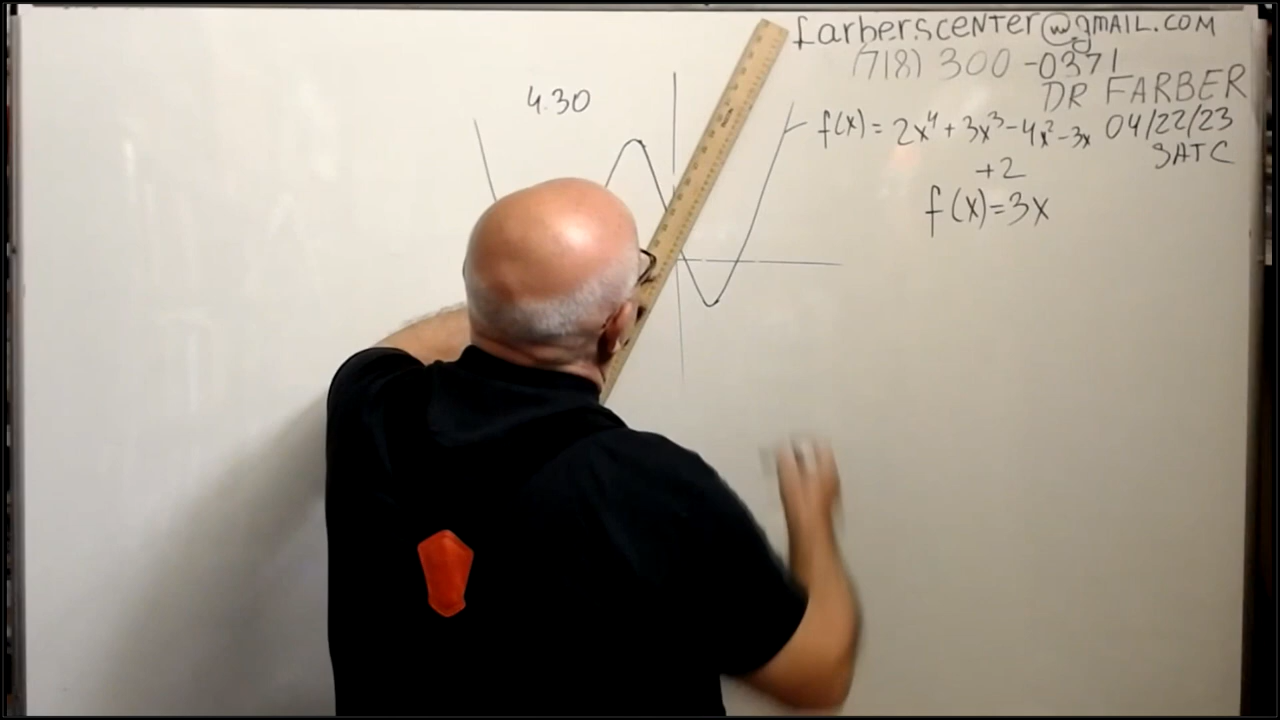 farberscenter@gmail.com
(718) 300-0371
DR FARBER
4.30
f(x) = 2x⁴ + 3x³ - 4x² - 3x 04/22/23
+2 SATC
f(x) = 3x